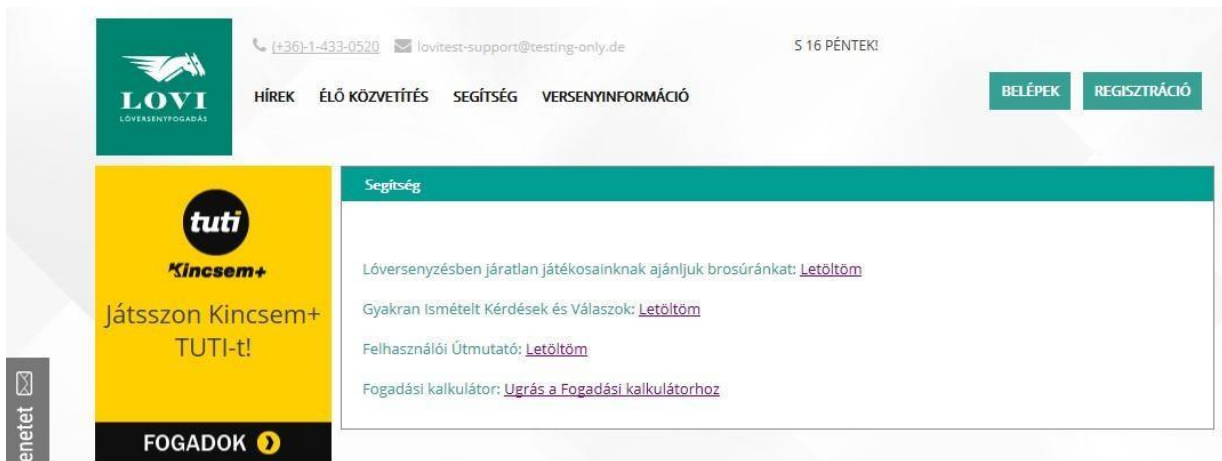 (+36)-1-433-0520 lovitest-support@testing-only.de S 16 PÉNTEK!
LOVI
LÓVERSENYFOGADÁS
HÍREK ÉLŐ KÖZVETÍTÉS SEGÍTSÉG VERSENYINFORMÁCIÓ
BELÉPEK REGISZTRÁCIÓ
tuti
Kincsem+
Játsszon Kincsem+
TUTI-t!
FOGADOK
Segítség
Lóversenyzésben járatlan játékosainknak ajánljuk brosúránkat: Letöltöm
Gyakran Ismételt Kérdések és Válaszok: Letöltöm
Felhasználói Útmutató: Letöltöm
Fogadási kalkulátor: Ugrás a Fogadási kalkulátorhoz
enetet